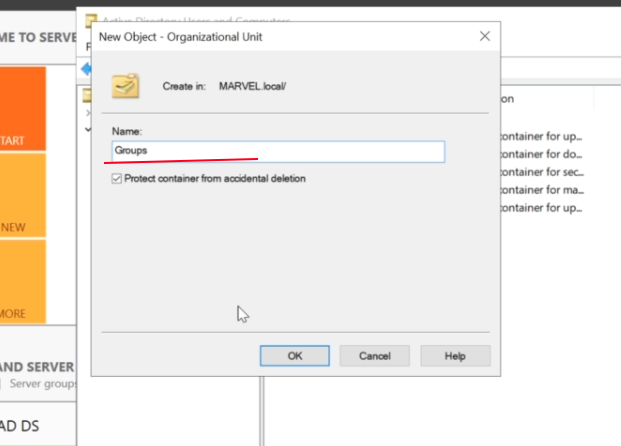 Active Directory Users and Computers
ME TO SERVE
New Object - Organizational Unit
Create in: MARVEL.local/
Name:
Groups
Protect container from accidental deletion
OK
Cancel
Help
on
container for up...
container for do...
container for sec...
container for ma...
container for up...
TART
NEW
MORE
AND SERVER
Server groups
AD DS